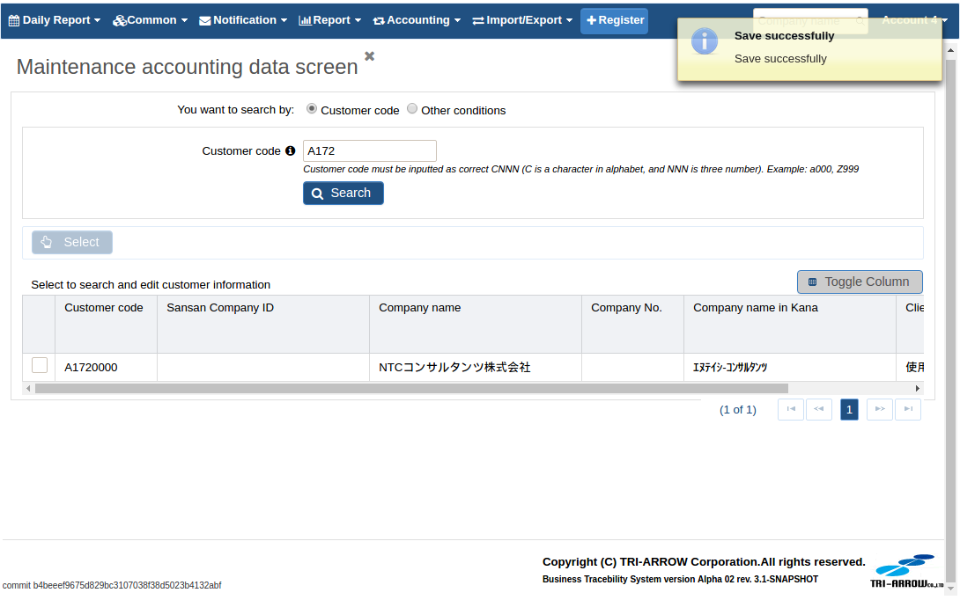 Daily Report Common Notification Report Accounting Import/Export Register Company name Account 4
Save successfully
Save successfully
Maintenance accounting data screen
You want to search by: Customer code Other conditions
Customer code A172
Customer code must be inputted as correct CNNN (C is a character in alphabet, and NNN is three number). Example: a000, Z999
Search
Select
Select to search and edit customer information
Toggle Column
Customer code Sansan Company ID Company name Company No. Company name in Kana Clie
A1720000 NTCコンサルタンツ株式会社 ｴﾇﾃｲｼｰｺﾝｻﾙﾀﾝﾂ 使用
(1 of 1) 1
Copyright (C) TRI-ARROW Corporation.All rights reserved.
Business Tracebility System version Alpha 02 rev. 3.1-SNAPSHOT
TRI-ARROW Co.,LTD
commit b4beeef9675d829bc3107038f38d5023b4132abf